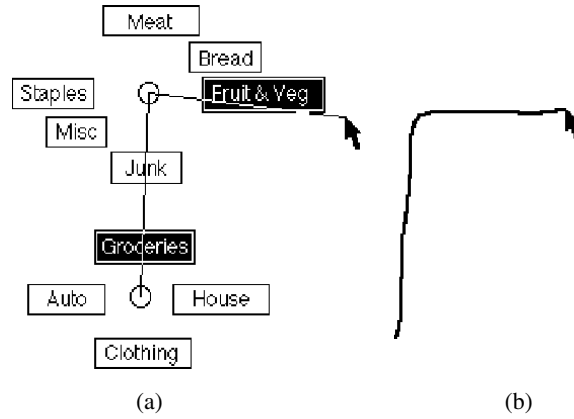 Meat
Bread
Staples
Fruit & Veg
Misc
Junk
Groceries
Auto
House
Clothing
(a)
(b)